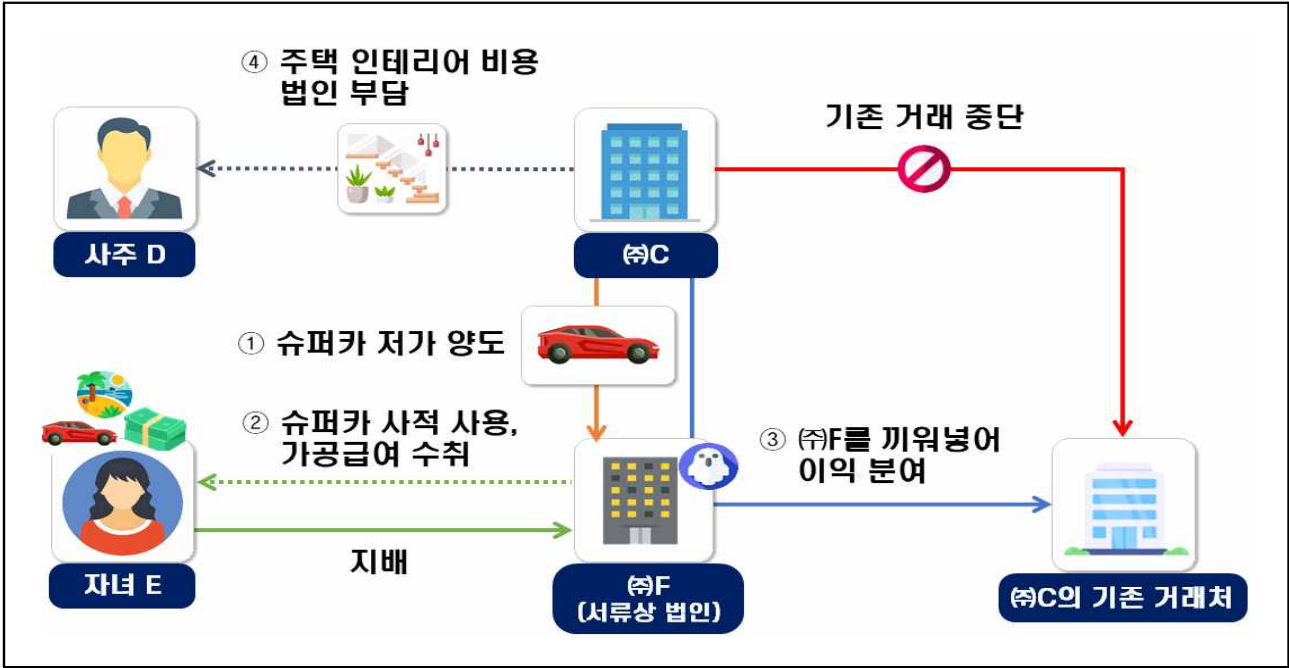 ④ 주택 인테리어 비용
법인 부담
기존 거래 중단
사주 D
㈜C
① 슈퍼카 저가 양도
② 슈퍼카 사적 사용,
가공급여 수취
③ ㈜F를 끼워넣어
이익 분여
지배
자녀 E
㈜F
(서류상 법인)
㈜C의 기존 거래처